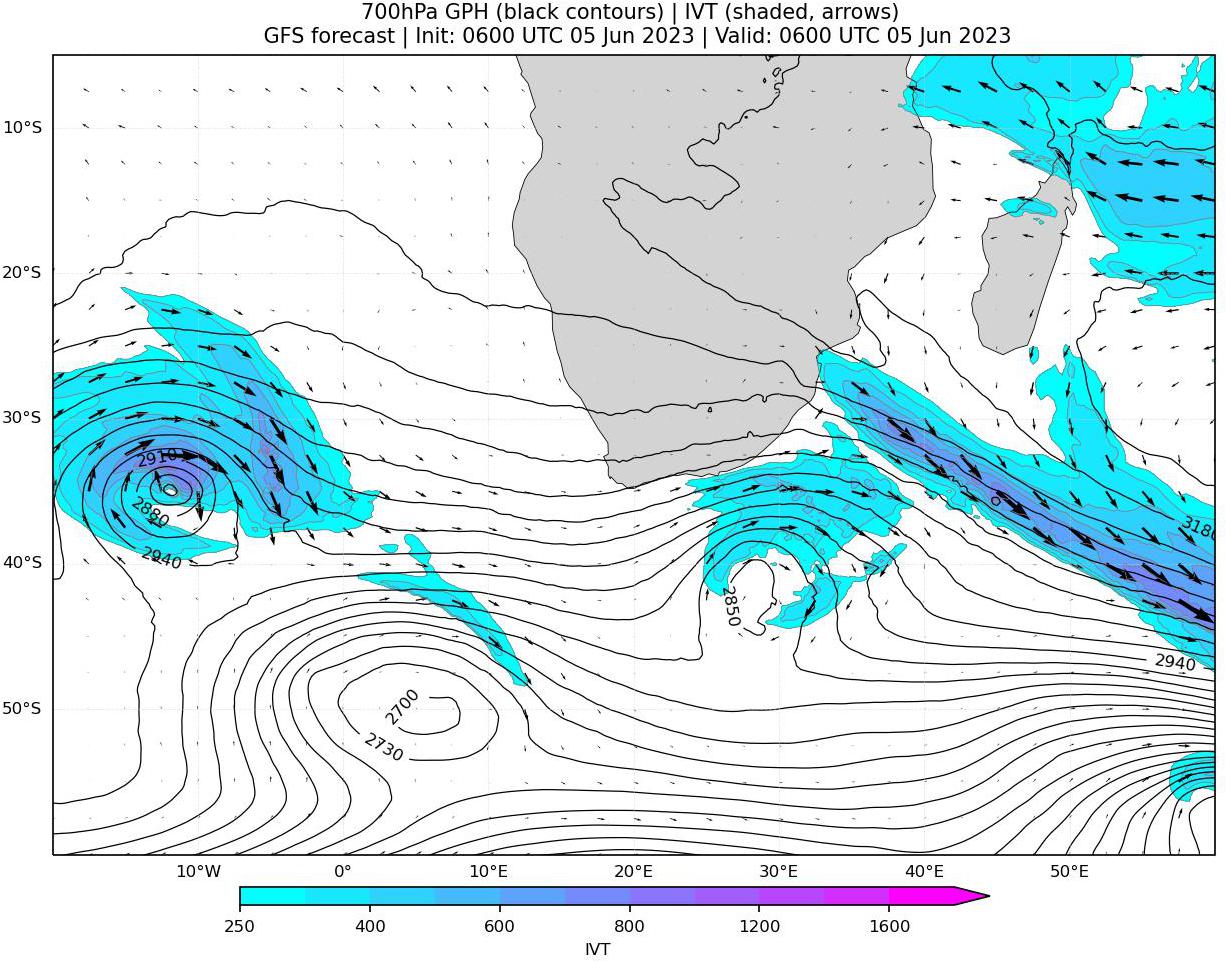 700hPa GPH (black contours) | IVT (shaded, arrows)
GFS forecast | Init: 0600 UTC 05 Jun 2023 | Valid: 0600 UTC 05 Jun 2023
10°S
20°S
30°S
2910
2880
3180
40°S
2940
2850
2940
50°S
2700
2730
10°W 0° 10°E 20°E 30°E 40°E 50°E
250 400 600 800 1200 1600
IVT